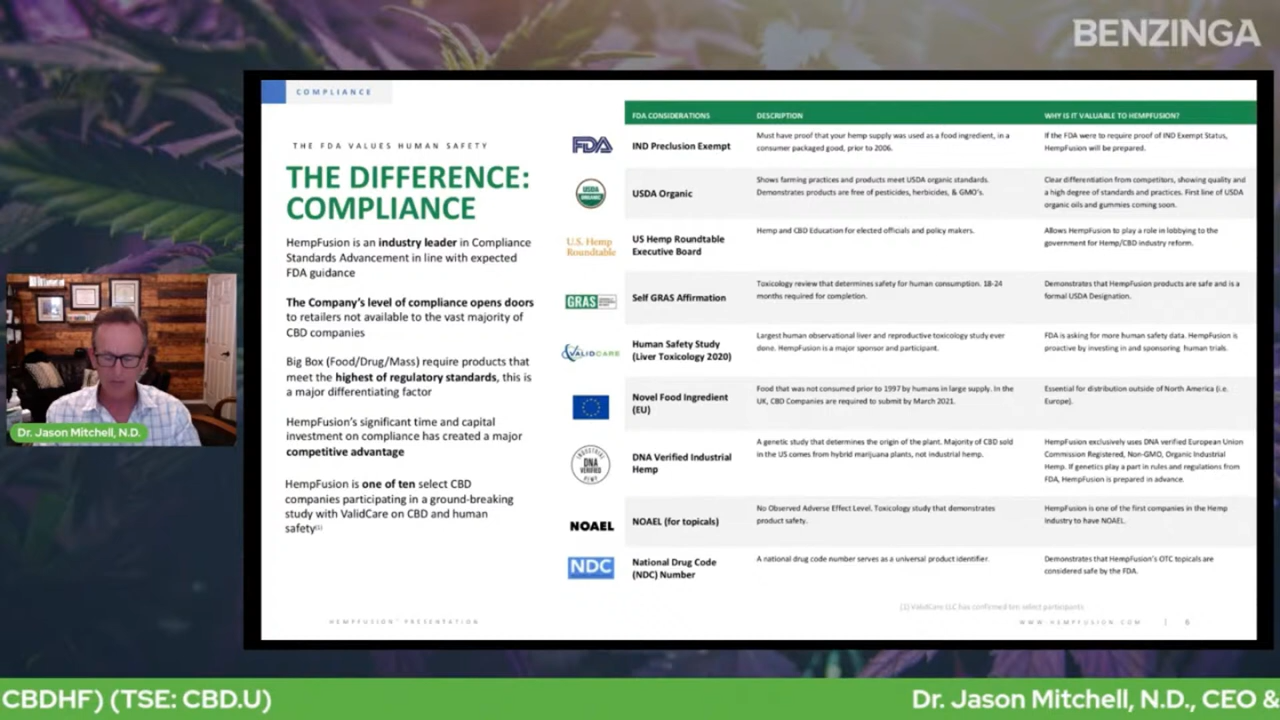 BENZINGA
COMPLIANCE
THE FDA VALUES HUMAN SAFETY
THE DIFFERENCE:
COMPLIANCE
HempFusion is an industry leader in Compliance
Standards Advancement in line with expected
FDA guidance
The Company's level of compliance opens doors
to retailers not available to the vast majority of
CBD companies
Big Box (Food/Drug/Mass) require products that
meet the highest of regulatory standards, this is
a major differentiating factor
HempFusion's significant time and capital
investment on compliance has created a major
competitive advantage
HempFusion is one of ten select CBD
companies participating in a ground-breaking
study with ValidCare on CBD and human
safety(1)
FDA CONSIDERATIONS
DESCRIPTION
WHY IS IT VALUABLE TO HEMPFUSION?
FDA
IND Preclusion Exempt
Must have proof that your hemp supply was used as a food ingredient, in a
consumer packaged good, prior to 2006.
If the FDA were to require proof of IND Exempt Status,
HempFusion will be prepared.
USDA
ORGANIC
USDA Organic
Shows farming practices and products meet USDA organic standards.
Demonstrates products are free of pesticides, herbicides, & GMO's.
Clear differentiation from competitors, showing quality and
a high degree of standards and practices. First line of USDA
organic oils and gummies coming soon.
U.S. Hemp
Roundtable
US Hemp Roundtable
Executive Board
Hemp and CBD Education for elected officials and policy makers.
Allows HempFusion to play a role in lobbying to the
government for Hemp/CBD industry reform.
GRAS
Self GRAS Affirmation
Toxicology review that determines safety for human consumption. 18-24
months required for completion.
Demonstrates that HempFusion products are safe and is a
formal USDA Designation.
VALIDCARE
Human Safety Study
(Liver Toxicology 2020)
Largest human observational liver and reproductive toxicology study ever
done. HempFusion is a major sponsor and participant.
FDA is asking for more human safety data. HempFusion is
proactive by investing in and sponsoring human trials.
Novel Food Ingredient
(EU)
Food that was not consumed prior to 1997 by humans in large supply. In the
UK, CBD Companies are required to submit by March 2021.
Essential for distribution outside of North America (i.e.
Europe).
INDUSTRIAL
DNA
VERIFIED
HEMP
DNA Verified Industrial
Hemp
A genetic study that determines the origin of the plant. Majority of CBD sold
in the US comes from hybrid marijuana plants, not industrial hemp.
HempFusion exclusively uses DNA verified European Union
Commission Registered, Non-GMO, Organic Industrial
Hemp. If genetics play a part in rules and regulations from
FDA, HempFusion is prepared in advance.
NOAEL
NOAEL (for topicals)
No Observed Adverse Effect Level. Toxicology study that demonstrates
product safety.
HempFusion is one of the first companies in the Hemp
Industry to have NOAEL.
NDC
National Drug Code
(NDC) Number
A national drug code number serves as a universal product identifier.
Demonstrates that HempFusion's OTC topicals are
considered safe by the FDA.
(1) ValidCare LLC has confirmed ten select participants
HEMPFUSION™ PRESENTATION
WWW.HEMPFUSION.COM | 6
Dr. Jason Mitchell, N.D.
CBDHF) (TSE: CBD.U)
Dr. Jason Mitchell, N.D., CEO &